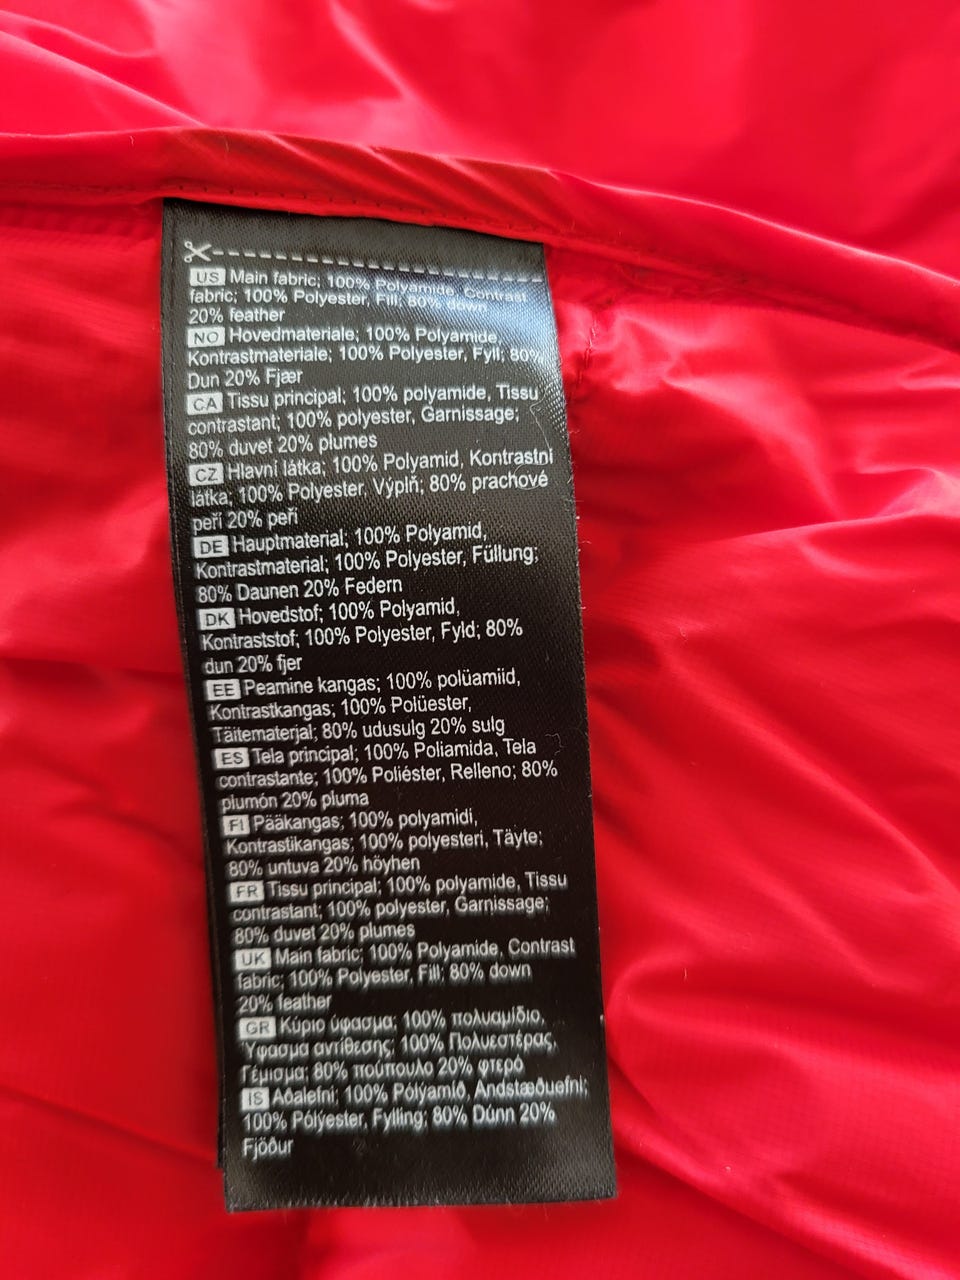 US Main fabric; 100% Polyamide, Contrast
fabric; 100% Polyester, Fill; 80% down
20% feather
NO Hovedmateriale; 100% Polyamide,
Kontrastmateriale; 100% Polyester, Fyll; 80%
Dun 20% Fjær
CA Tissu principal; 100% polyamide, Tissu
contrastant; 100% polyester, Garnissage;
80% duvet 20% plumes
CZ Hlavní látka; 100% Polyamid, Kontrastní
látka; 100% Polyester, Výplň; 80% prachové
peří 20% peří
DE Hauptmaterial; 100% Polyamid,
Kontrastmaterial; 100% Polyester, Füllung;
80% Daunen 20% Federn
DK Hovedstof; 100% Polyamid,
Kontraststof; 100% Polyester, Fyld; 80%
dun 20% fjer
EE Peamine kangas; 100% polüamiid,
Kontrastkangas; 100% Polüester,
Täitematerjal; 80% udusulg 20% sulg
ES Tela principal; 100% Poliamida, Tela
contrastante; 100% Poliéster, Relleno; 80%
plumón 20% pluma
FI Pääkangas; 100% polyamidi,
Kontrastikangas; 100% polyesteri, Täyte;
80% untuva 20% höyhen
FR Tissu principal; 100% polyamide, Tissu
contrastant; 100% polyester, Garnissage;
80% duvet 20% plumes
UK Main fabric; 100% Polyamide, Contrast
fabric; 100% Polyester, Fill; 80% down
20% feather
GR Κύριο ύφασμα; 100% πολυαμίδιο,
Ύφασμα αντίθεσης; 100% Πολυεστέρας,
Γέμισμα; 80% πούπουλο 20% φτερό
IS Aðalefni; 100% Pólýamíð, Andstæðuefni;
100% Pólýester, Fylling; 80% Dúnn 20%
Fjöður